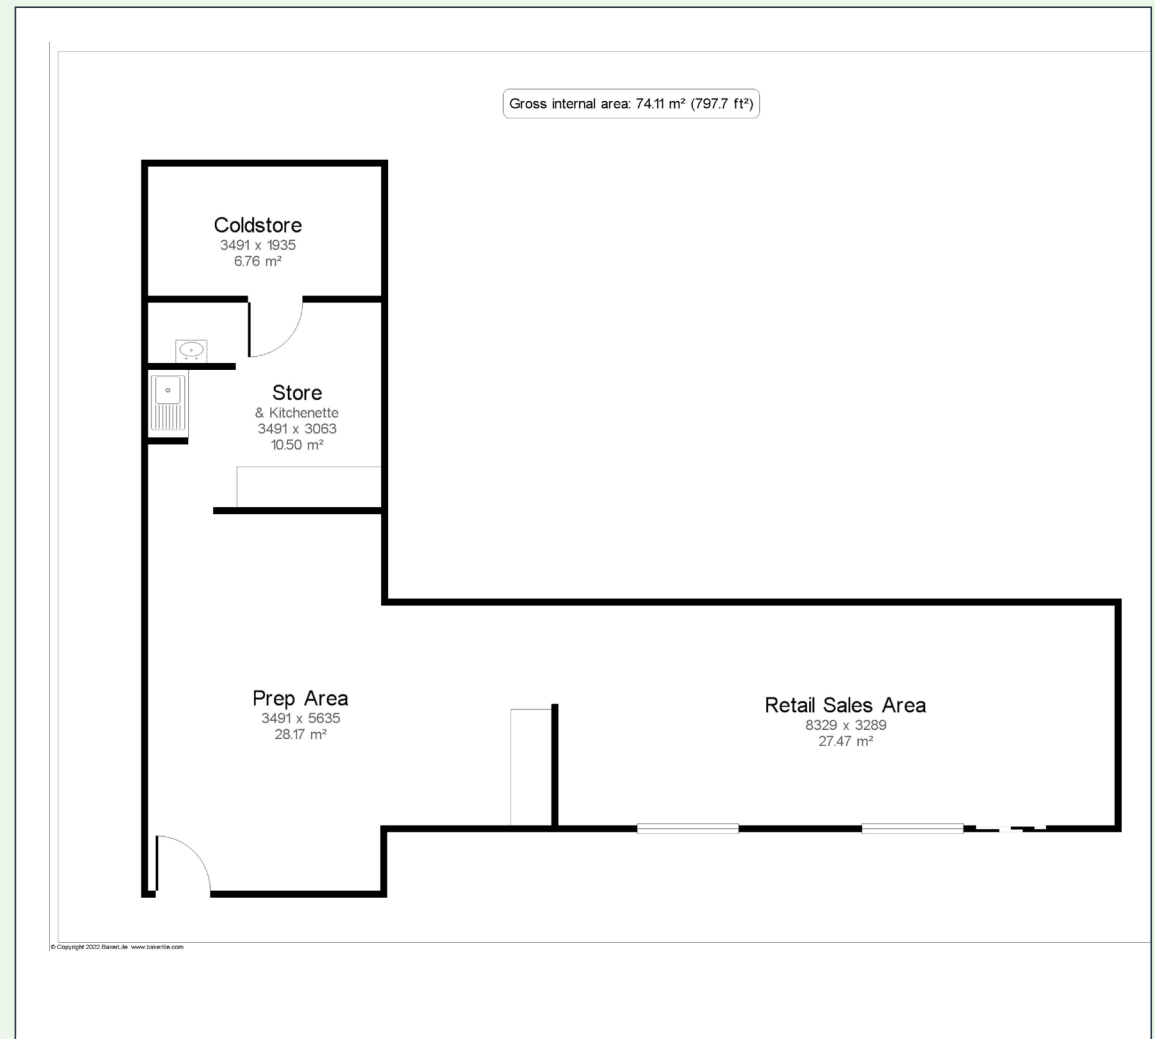 Gross internal area: 74.11 m² (797.7 ft²)
Coldstore
3491 x 1935
6.76 m²
Store
& Kitchenette
3491 x 3063
10.50 m²
Prep Area
3491 x 5635
28.17 m²
Retail Sales Area
8329 x 3289
27.47 m²
© Copyright 2022 BakerLile www.bakerlile.com